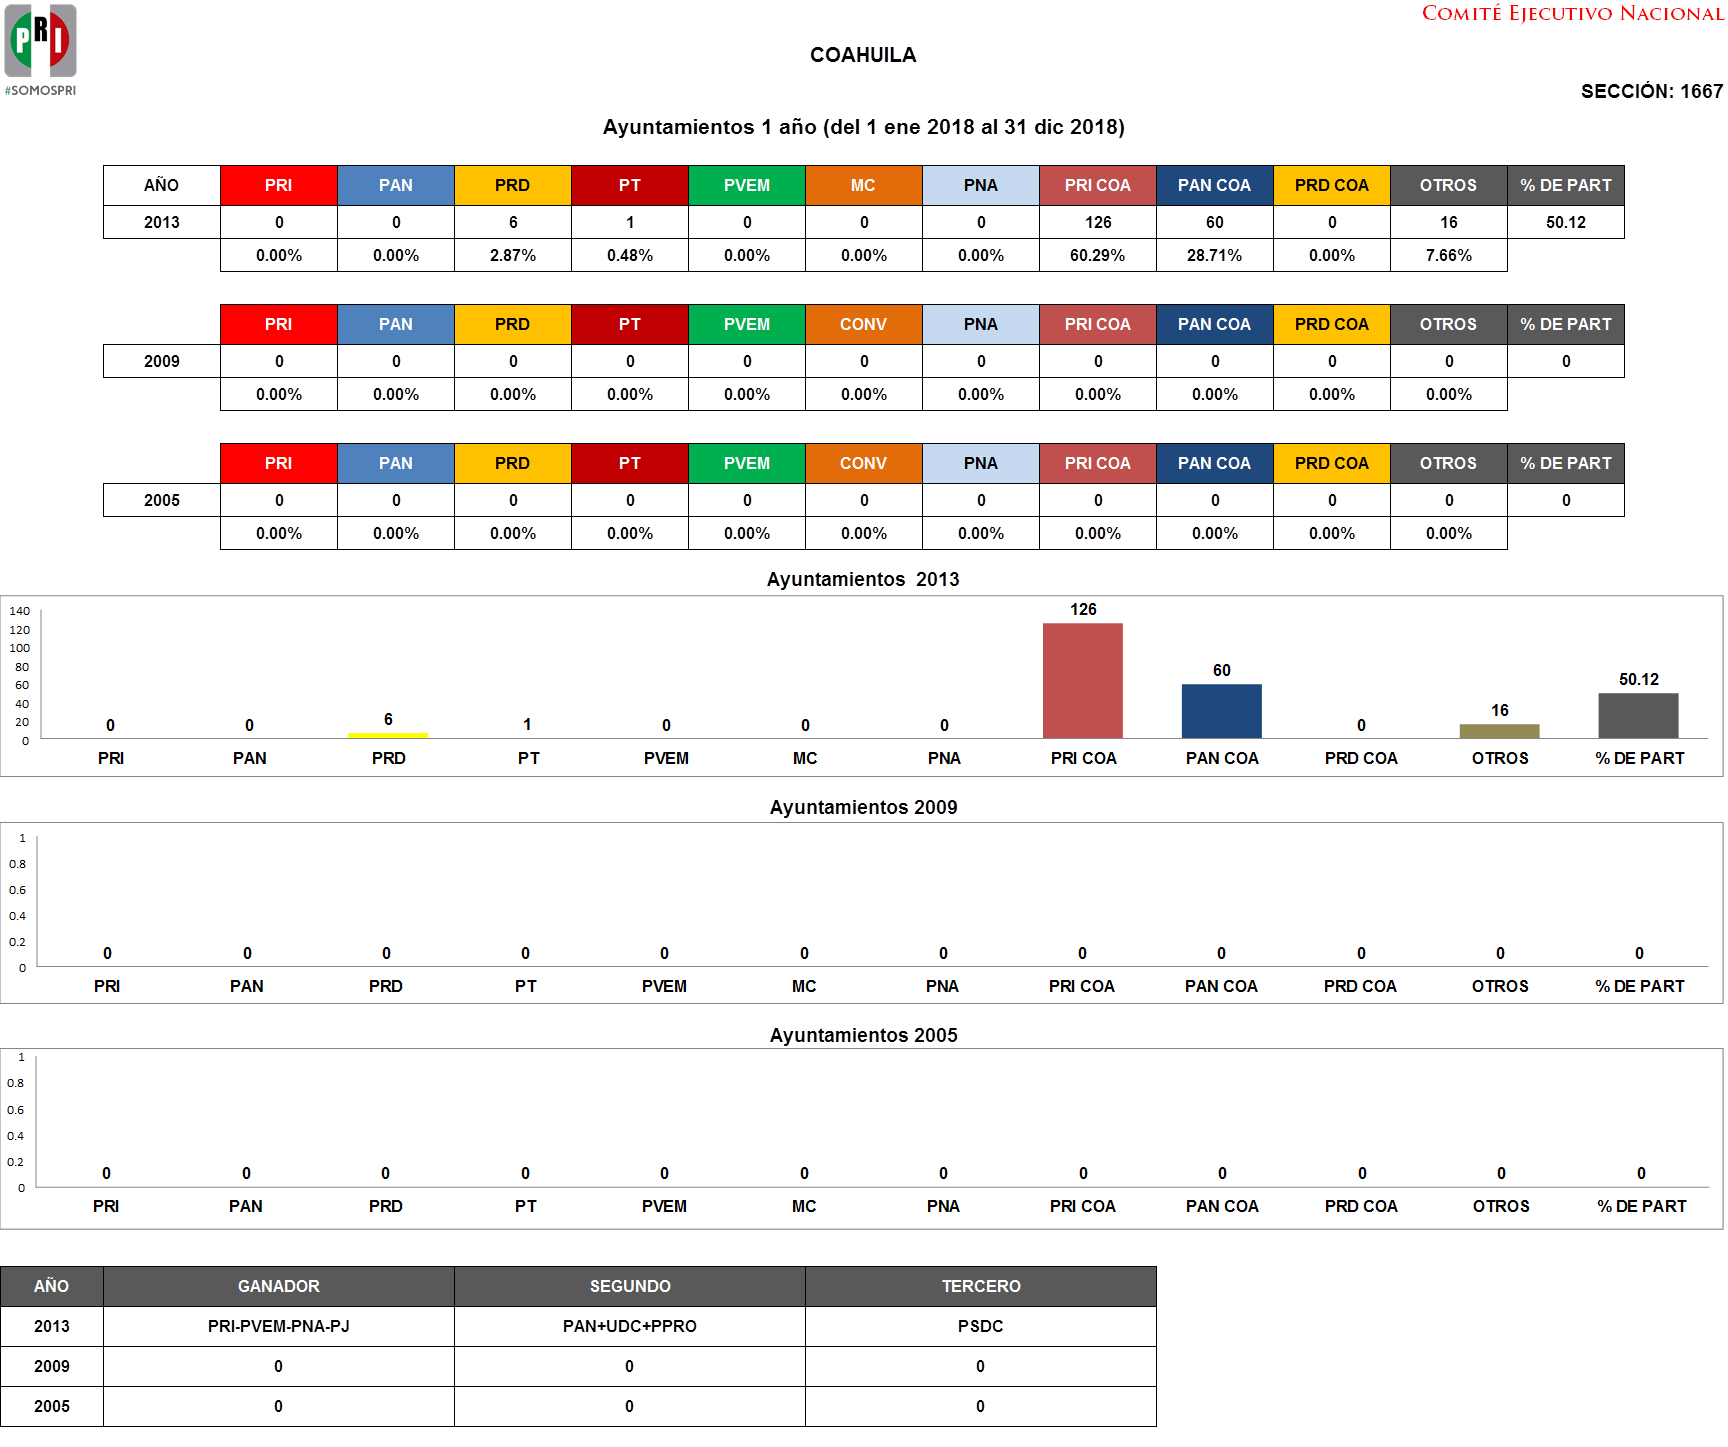 PRI
#SOMOSPRI
COMITÉ EJECUTIVO NACIONAL
COAHUILA
SECCIÓN: 1667
Ayuntamientos 1 año (del 1 ene 2018 al 31 dic 2018)
AÑO PRI PAN PRD PT PVEM MC PNA PRI COA PAN COA PRD COA OTROS % DE PART
2013 0 0 6 1 0 0 0 126 60 0 16 50.12
0.00% 0.00% 2.87% 0.48% 0.00% 0.00% 0.00% 60.29% 28.71% 0.00% 7.66%
PRI PAN PRD PT PVEM CONV PNA PRI COA PAN COA PRD COA OTROS % DE PART
2009 0 0 0 0 0 0 0 0 0 0 0 0
0.00% 0.00% 0.00% 0.00% 0.00% 0.00% 0.00% 0.00% 0.00% 0.00% 0.00%
PRI PAN PRD PT PVEM CONV PNA PRI COA PAN COA PRD COA OTROS % DE PART
2005 0 0 0 0 0 0 0 0 0 0 0 0
0.00% 0.00% 0.00% 0.00% 0.00% 0.00% 0.00% 0.00% 0.00% 0.00% 0.00%
Ayuntamientos 2013
140
120
100
80
60
40
20
0
0 0 6 1 0 0 0 126 60 0 16 50.12
PRI PAN PRD PT PVEM MC PNA PRI COA PAN COA PRD COA OTROS % DE PART
Ayuntamientos 2009
1
0.8
0.6
0.4
0.2
0
0 0 0 0 0 0 0 0 0 0 0 0
PRI PAN PRD PT PVEM MC PNA PRI COA PAN COA PRD COA OTROS % DE PART
Ayuntamientos 2005
1
0.8
0.6
0.4
0.2
0
0 0 0 0 0 0 0 0 0 0 0 0
PRI PAN PRD PT PVEM MC PNA PRI COA PAN COA PRD COA OTROS % DE PART
AÑO GANADOR SEGUNDO TERCERO
2013 PRI-PVEM-PNA-PJ PAN+UDC+PPRO PSDC
2009 0 0 0
2005 0 0 0